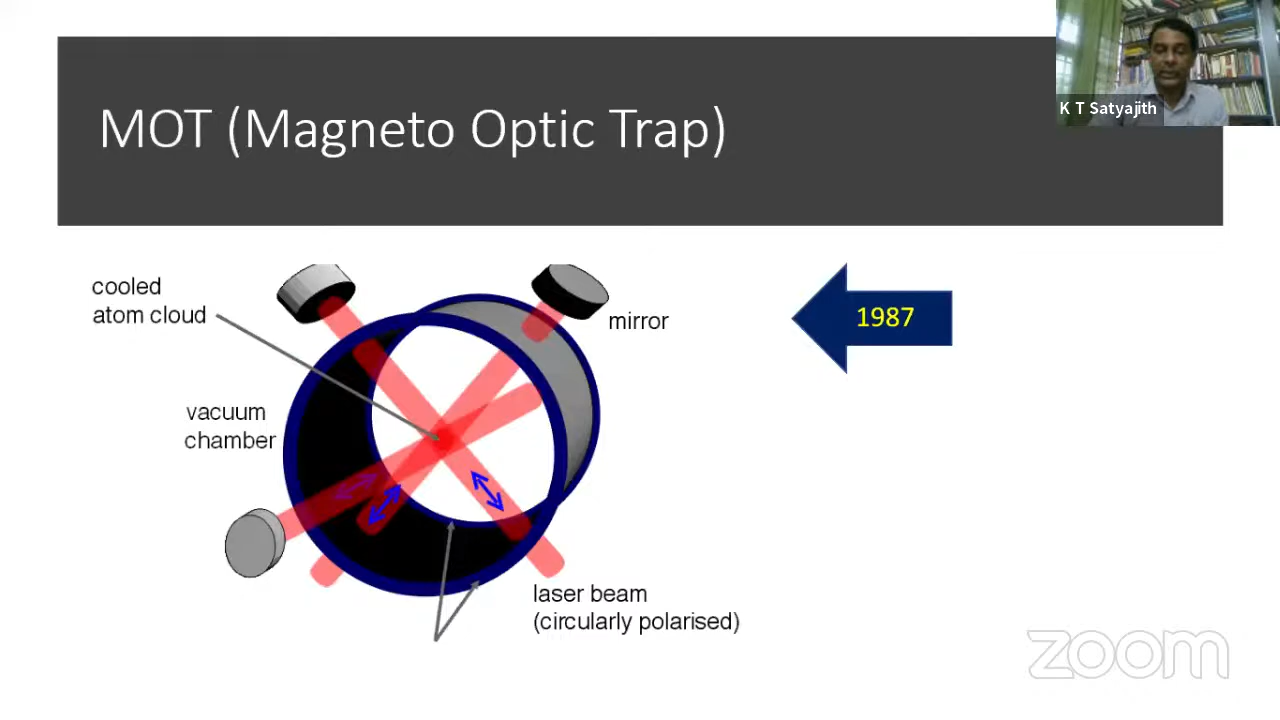 K T Satyajith
MOT (Magneto Optic Trap)
cooled
atom cloud
mirror
1987
vacuum
chamber
laser beam
(circularly polarised)
zoom